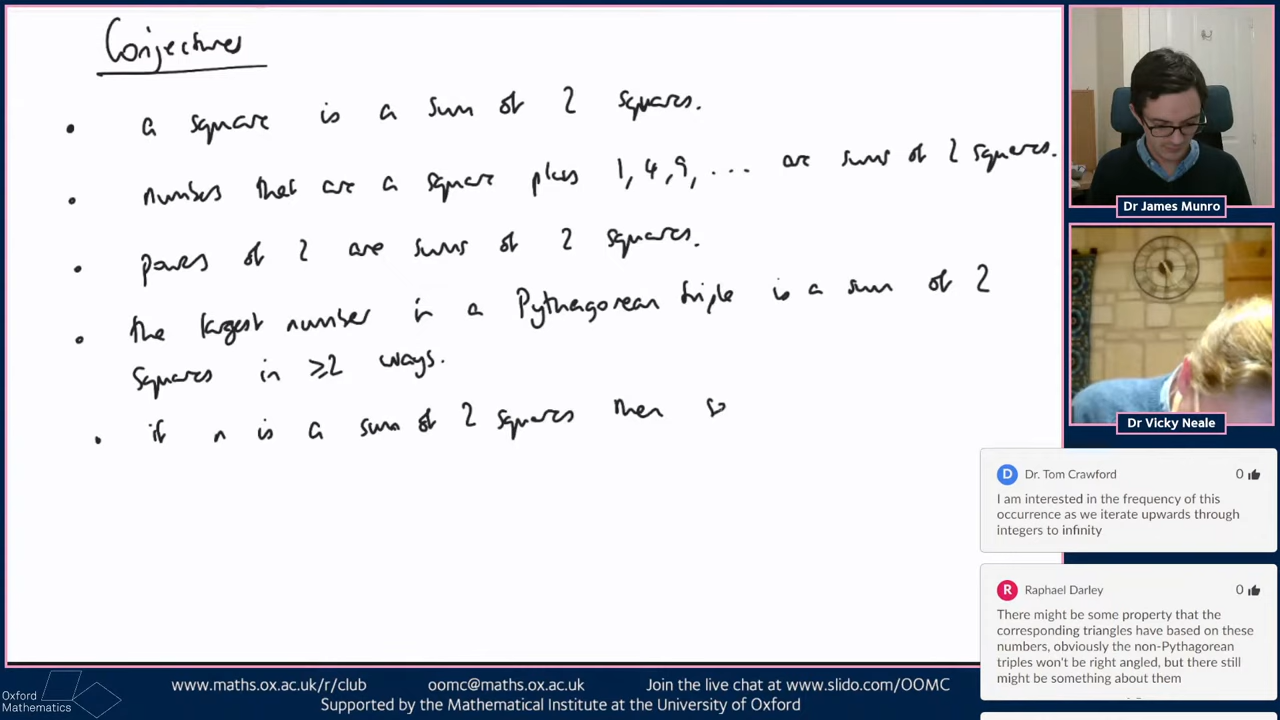 Conjectures
• a square is a sum of 2 squares.
• numbers that are a square plus 1, 4, 9, ... are sums of 2 squares.
• powers of 2 are sums of 2 squares.
• the largest number in a Pythagorean triple is a sum of 2
squares in ≥2 ways.
• if n is a sum of 2 squares then so
Dr James Munro
Dr Vicky Neale
D Dr. Tom Crawford 0
I am interested in the frequency of this
occurrence as we iterate upwards through
integers to infinity
R Raphael Darley 0
There might be some property that the
corresponding triangles have based on these
numbers, obviously the non-Pythagorean
triples won't be right angled, but there still
might be something about them
Oxford
Mathematics
www.maths.ox.ac.uk/r/club oomc@maths.ox.ac.uk Join the live chat at www.slido.com/OOMC
Supported by the Mathematical Institute at the University of Oxford